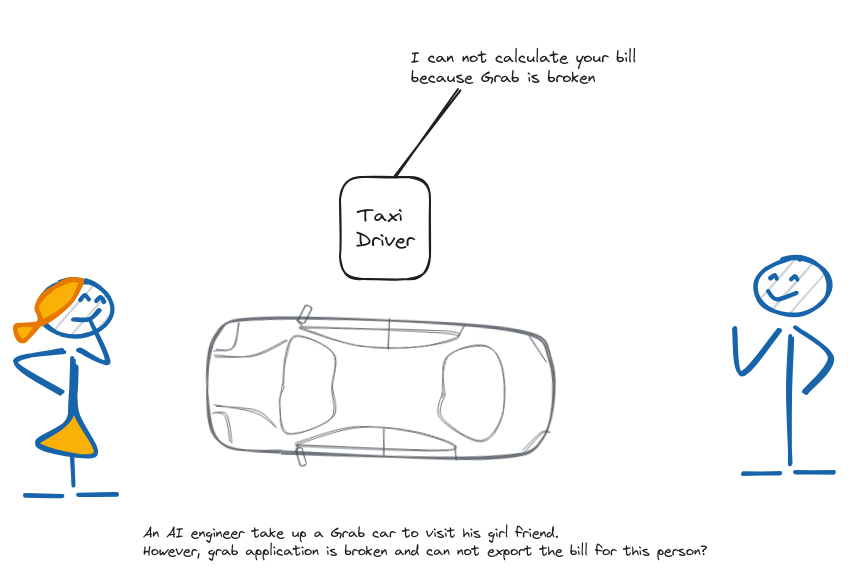 I can not calculate your bill
because Grab is broken
Taxi
Driver
An AI engineer take up a Grab car to visit his girl friend.
However, grab application is broken and can not export the bill for this person?